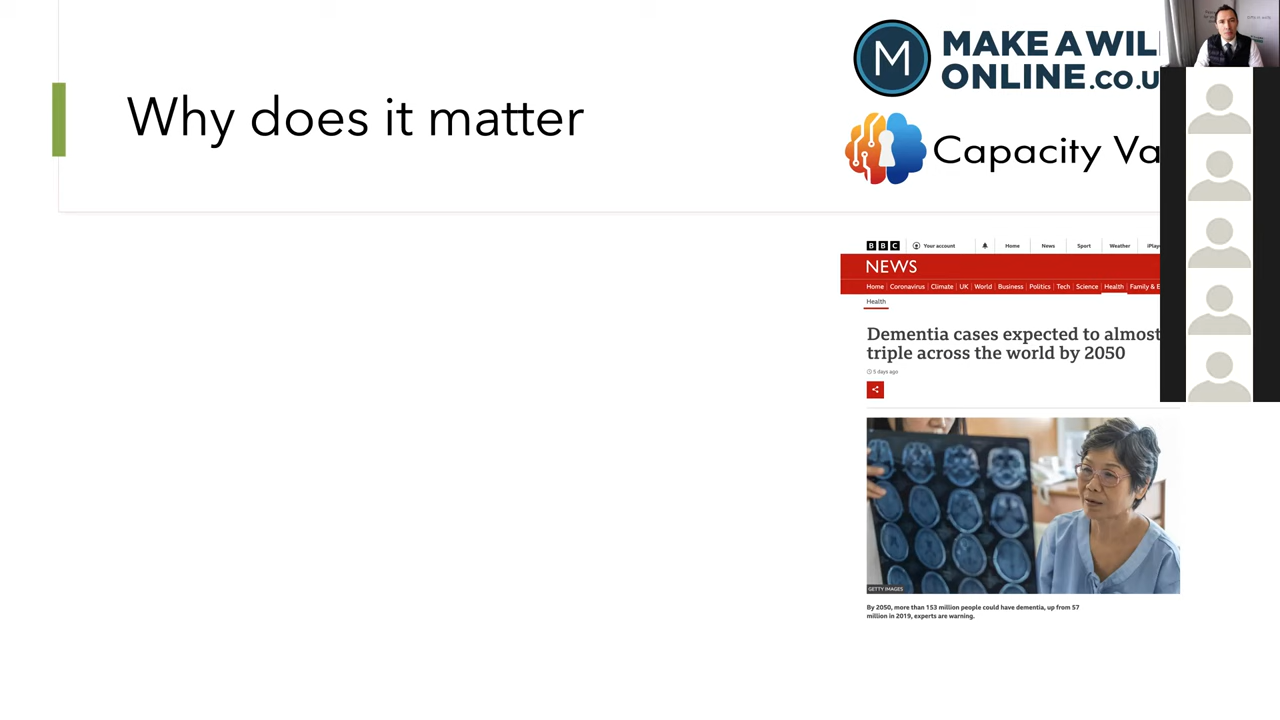 Why does it matter
M
MAKE A WIL
ONLINE.co.u
Capacity Va
BBC Your account Home News Sport Weather iPlay
NEWS
Home Coronavirus Climate UK World Business Politics Tech Science Health Family & E
Health
Dementia cases expected to almost
triple across the world by 2050
5 days ago
GETTY IMAGES
By 2050, more than 153 million people could have dementia, up from 57
million in 2019, experts are warning.